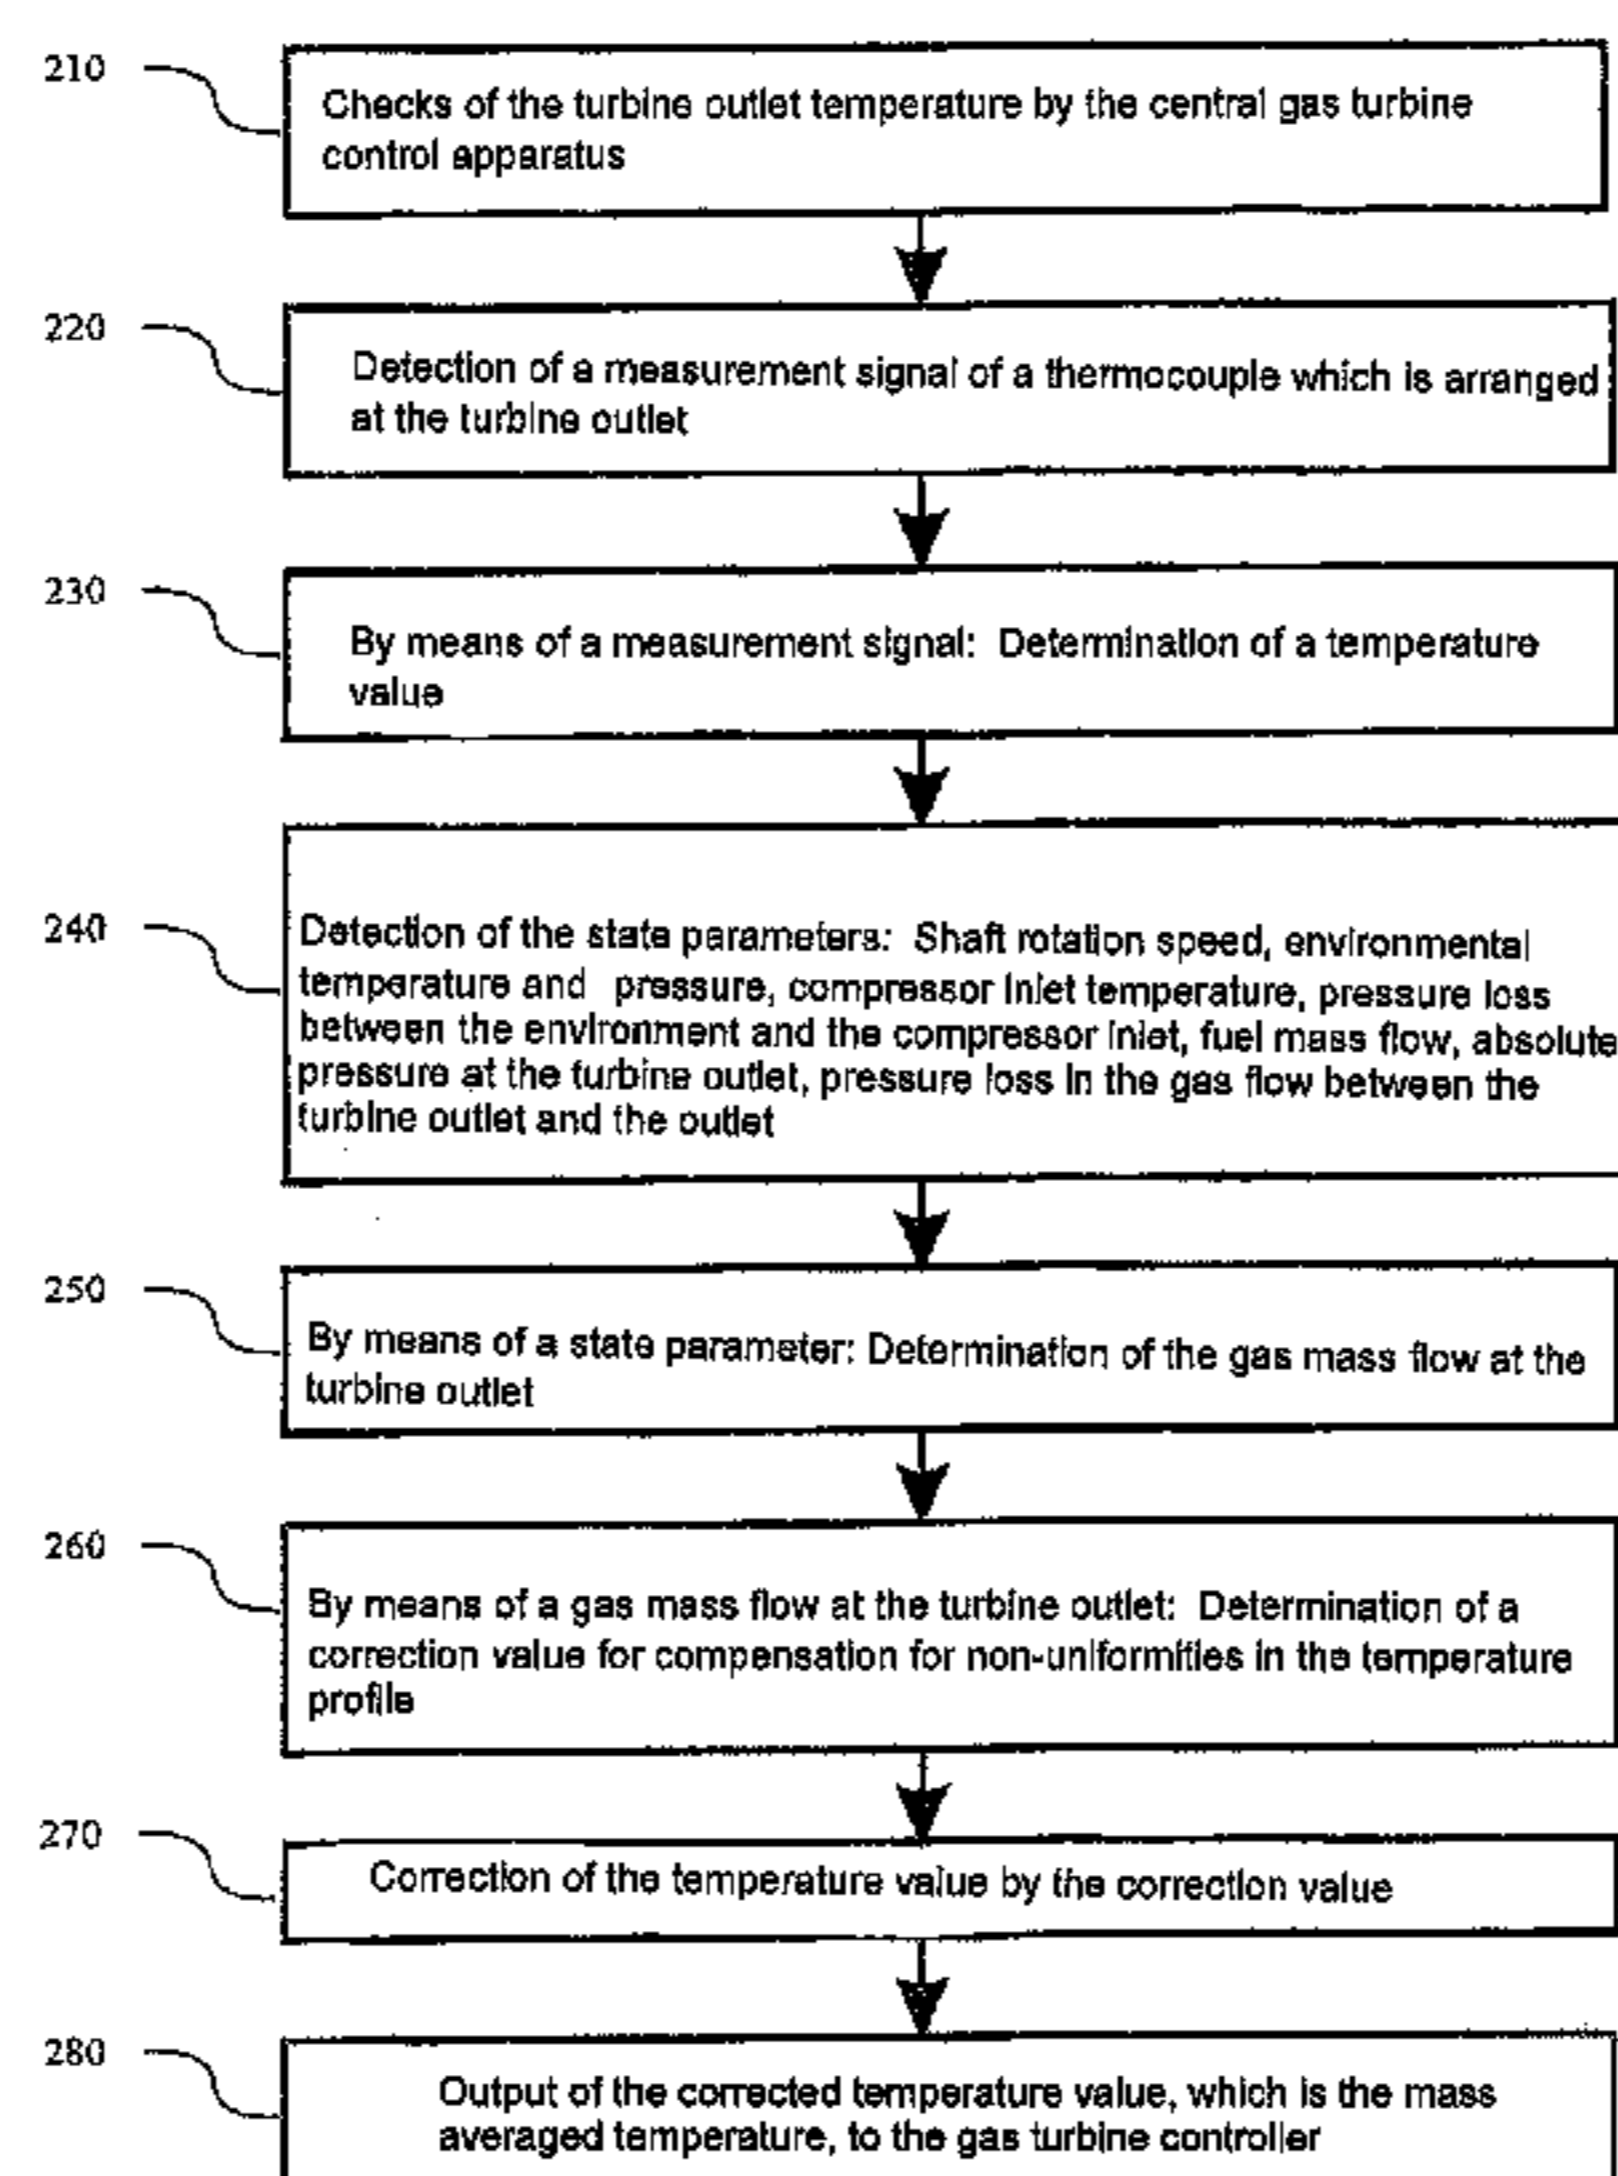 210
Checks of the turbine outlet temperature by the central gas turbine
control apparatus
220
Detection of a measurement signal of a thermocouple which is arranged
at the turbine outlet
230
By means of a measurement signal: Determination of a temperature
value
240
Detection of the state parameters: Shaft rotation speed, environmental
temperature and pressure, compressor inlet temperature, pressure loss
between the environment and the compressor inlet, fuel mass flow, absolute
pressure at the turbine outlet, pressure loss in the gas flow between the
turbine outlet and the outlet
250
By means of a state parameter: Determination of the gas mass flow at the
turbine outlet
260
By means of a gas mass flow at the turbine outlet: Determination of a
correction value for compensation for non-uniformities in the temperature
profile
270
Correction of the temperature value by the correction value
280
Output of the corrected temperature value, which is the mass
averaged temperature, to the gas turbine controller